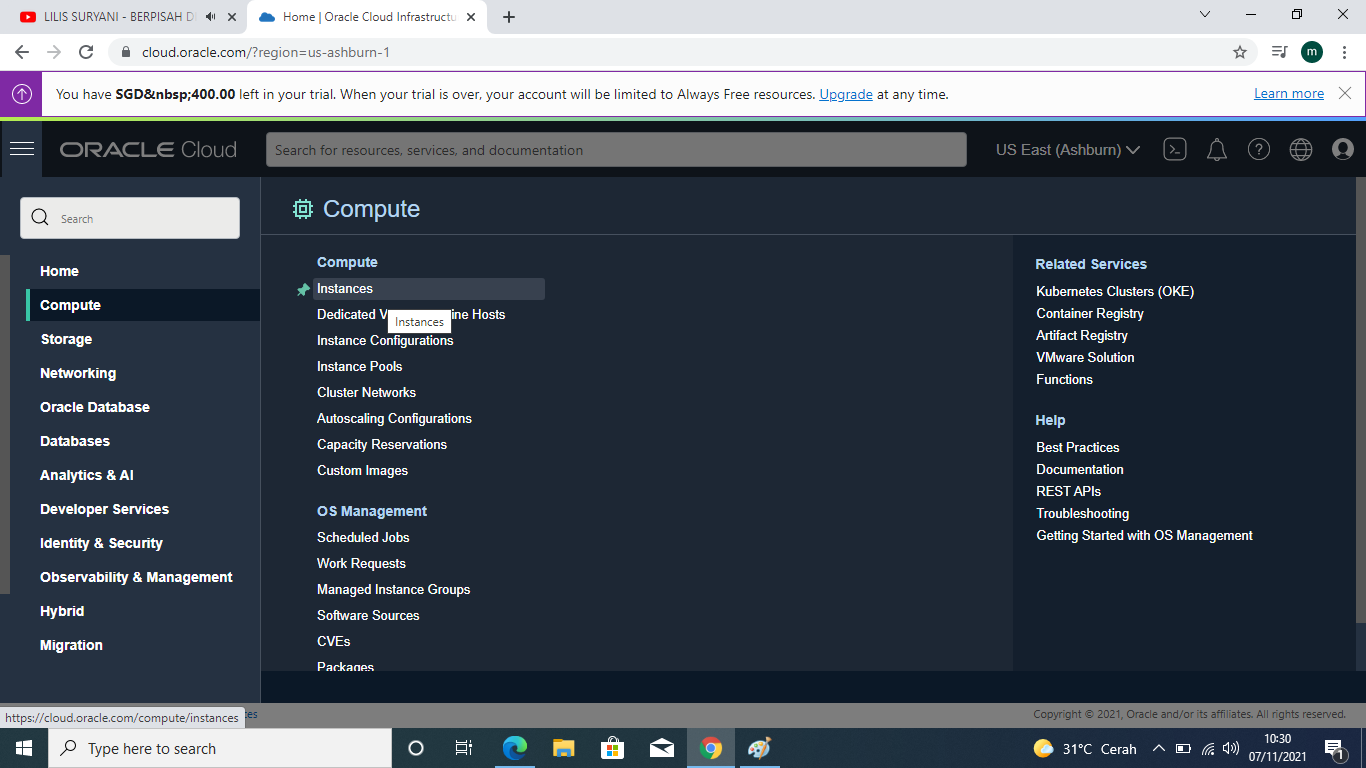 LILIS SURYANI - BERPISAH D
Home | Oracle Cloud Infrastructu
cloud.oracle.com/?region=us-ashburn-1
m
You have SGD&nbsp;400.00 left in your trial. When your trial is over, your account will be limited to Always Free resources. Upgrade at any time.
Learn more
ORACLE Cloud
Search for resources, services, and documentation
US East (Ashburn)
Search
Home
Compute
Storage
Networking
Oracle Database
Databases
Analytics & AI
Developer Services
Identity & Security
Observability & Management
Hybrid
Migration
Compute
Compute
Instances
Dedicated V ine Hosts
Instances
Instance Configurations
Instance Pools
Cluster Networks
Autoscaling Configurations
Capacity Reservations
Custom Images
OS Management
Scheduled Jobs
Work Requests
Managed Instance Groups
Software Sources
CVEs
Packages
Related Services
Kubernetes Clusters (OKE)
Container Registry
Artifact Registry
VMware Solution
Functions
Help
Best Practices
Documentation
REST APIs
Troubleshooting
Getting Started with OS Management
https://cloud.oracle.com/compute/instances
es
Copyright © 2021, Oracle and/or its affiliates. All rights reserved.
Type here to search
31°C Cerah
10:30
07/11/2021
1